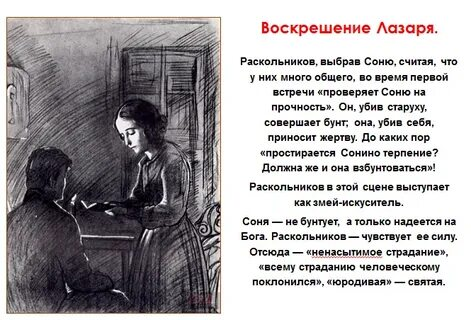 Воскрешение Лазаря.
Раскольников, выбрав Соню, считая, что
у них много общего, во время первой
встречи «проверяет Соню на
прочность». Он, убив старуху,
совершает бунт; она, убив себя,
приносит жертву. До каких пор
«простирается Сонино терпение?
Должна же и она взбунтоваться»!
Раскольников в этой сцене выступает
как змей-искуситель.
Соня — не бунтует, а только надеется на
Бога. Раскольников — чувствует ее силу.
Отсюда — «ненасытимое страдание»,
«всему страданию человеческому
поклонился», «юродивая» — святая.